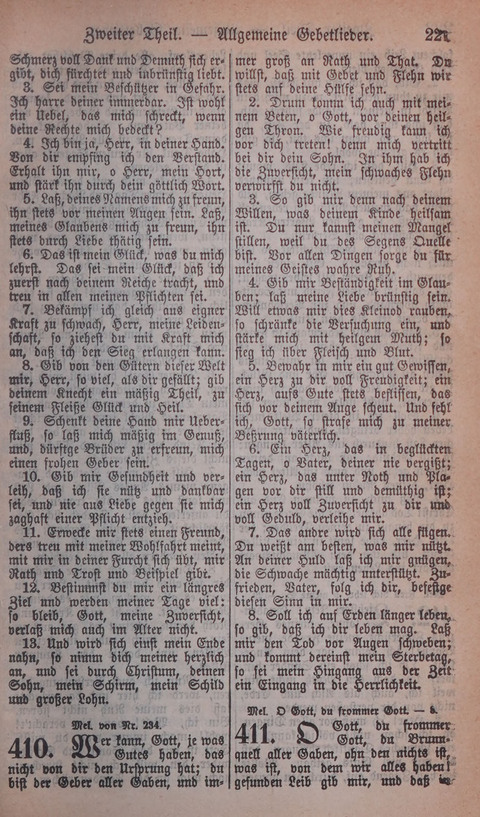 Zweiter Theil. — Allgemeine Gebetlieder. 227
Schmerz voll Dank und Demuth sich er-
gibt, dich fürchtet und inbrünstig liebt.
3. Sei mein Beschützer in Gefahr.
Ich harre deiner immerdar. Ist wohl
ein Uebel, das mich schreckt, wenn
deine Rechte mich bedeckt?
4. Ich bin ja, Herr, in deiner Hand.
Von dir empfing ich den Verstand.
Erhalt ihn mir, o Herr, mein Hort,
und stärk ihn durch dein göttlich Wort.
5. Laß, deines Namens mich zu freun,
ihn stets vor meinen Augen sein. Laß,
meines Glaubens mich zu freun, ihn
stets durch Liebe thätig sein.
6. Das ist mein Glück, was du mich
lehrst. Das sei mein Glück, daß ich
zuerst nach deinem Reiche tracht, und
treu in allen meinen Pflichten sei.
7. Bekämpf ich gleich aus eigner
Kraft zu schwach, Herr, meine Leiden-
schaft, so ziehest du mit Kraft mich
an, daß ich den Sieg erlangen kann.
8. Gib von den Gütern dieser Welt
mir, Herr, so viel, als dir gefällt; gib
deinem Knecht ein mäßig Theil, zu
seinem Fleiße Glück und Heil.
9. Schenkt deine Hand mir Ueber-
fluß, so laß mich mäßig im Genuß,
und, dürftge Brüder zu erfreun, mich
einen frohen Geber sein.
10. Gib mir Gesundheit und ver-
leih, daß ich sie nütz und dankbar
sei, und nie aus Liebe gegen sie mich
zaghaft einer Pflicht entzieh.
11. Erwecke mir stets einen Freund,
ders treu mit meiner Wohlfahrt meint,
mit mir in deiner Furcht sich übt, mir
Rath und Trost und Beispiel gibt.
12. Bestimmst du mir ein längres
Ziel und werden meiner Tage viel:
so bleib, Gott, meine Zuversicht,
verlaß mich auch im Alter nicht.
13. Und wird sich einst mein Ende
nahn, so nimm dich meiner herzlich
an, und sei durch Christum, deinen
Sohn, mein Schirm, mein Schild
und großer Lohn.
Mel. von Nr. 234.
410. Wer kann, Gott, je was
Gutes haben, das
nicht von dir den Ursprung hat; du
bist der Geber aller Gaben, und im-
mer groß an Rath und That. Du
willst, daß mit Gebet und Flehn wir
stets auf deine Hülfe sehn.
2. Drum komm ich auch mit mei-
nem Beten, o Gott, vor deinen heil-
gen Thron. Wie freudig kann ich
vor dich treten! denn mich vertritt
bei dir dein Sohn. In ihm hab ich
die Zuversicht, mein schwaches Flehn
verwirfst du nicht.
3. So gib mir denn nach deinem
Willen, was deinem Kinde heilsam
ist. Du nur kannst meinen Mangel
stillen, weil du des Segens Quelle
bist. Vor allen Dingen sorge du für
meines Geistes wahre Ruh.
4. Gib mir Beständigkeit im Glau-
ben; laß meine Liebe brünstig sein.
Will etwas mir dies Kleinod rauben,
so schränke die Versuchung ein, und
stärke mich mit heilgem Muth; so
sieg ich über Fleisch und Blut.
5. Bewahr in mir ein gut Gewissen,
ein Herz zu dir voll Freudigkeit; ein
Herz, aufs Gute stets beflissen, das
sich vor deinem Auge scheut. Und fehl
ich, Gott, so strafe mich zu meiner
Beßrung väterlich.
6. Ein Herz, das in beglückten
Tagen, o Vater, deiner nie vergißt;
ein Herz, das unter Noth und Pla-
gen vor dir still und demüthig ist;
ein Herz voll Zuversicht zu dir und
voll Geduld, verleihe mir.
7. Das andre wird sich alle fügen.
Du weißt am besten, was mir nützt.
An deiner Huld laß ich mir gnügen,
die Schwache mächtig unterstützt. Zu-
frieden, Vater, folg ich dir, befestge
diesen Sinn in mir.
8. Soll ich auf Erden länger leben,
so gib, daß ich dir leben mag. Laß
mir den Tod vor Augen schweben;
und kommt dereinst mein Sterbetag,
so sei mein Hingang aus der Zeit
ein Eingang in die Herrlichkeit.
Mel. O Gott, du frommer Gott. — b.
411. O Gott, du frommer
Gott, du Brunn-
quell aller Gaben, ohn den nichts ist,
was ist, von dem wir alles haben!
gesunden Leib gib mir, und daß in